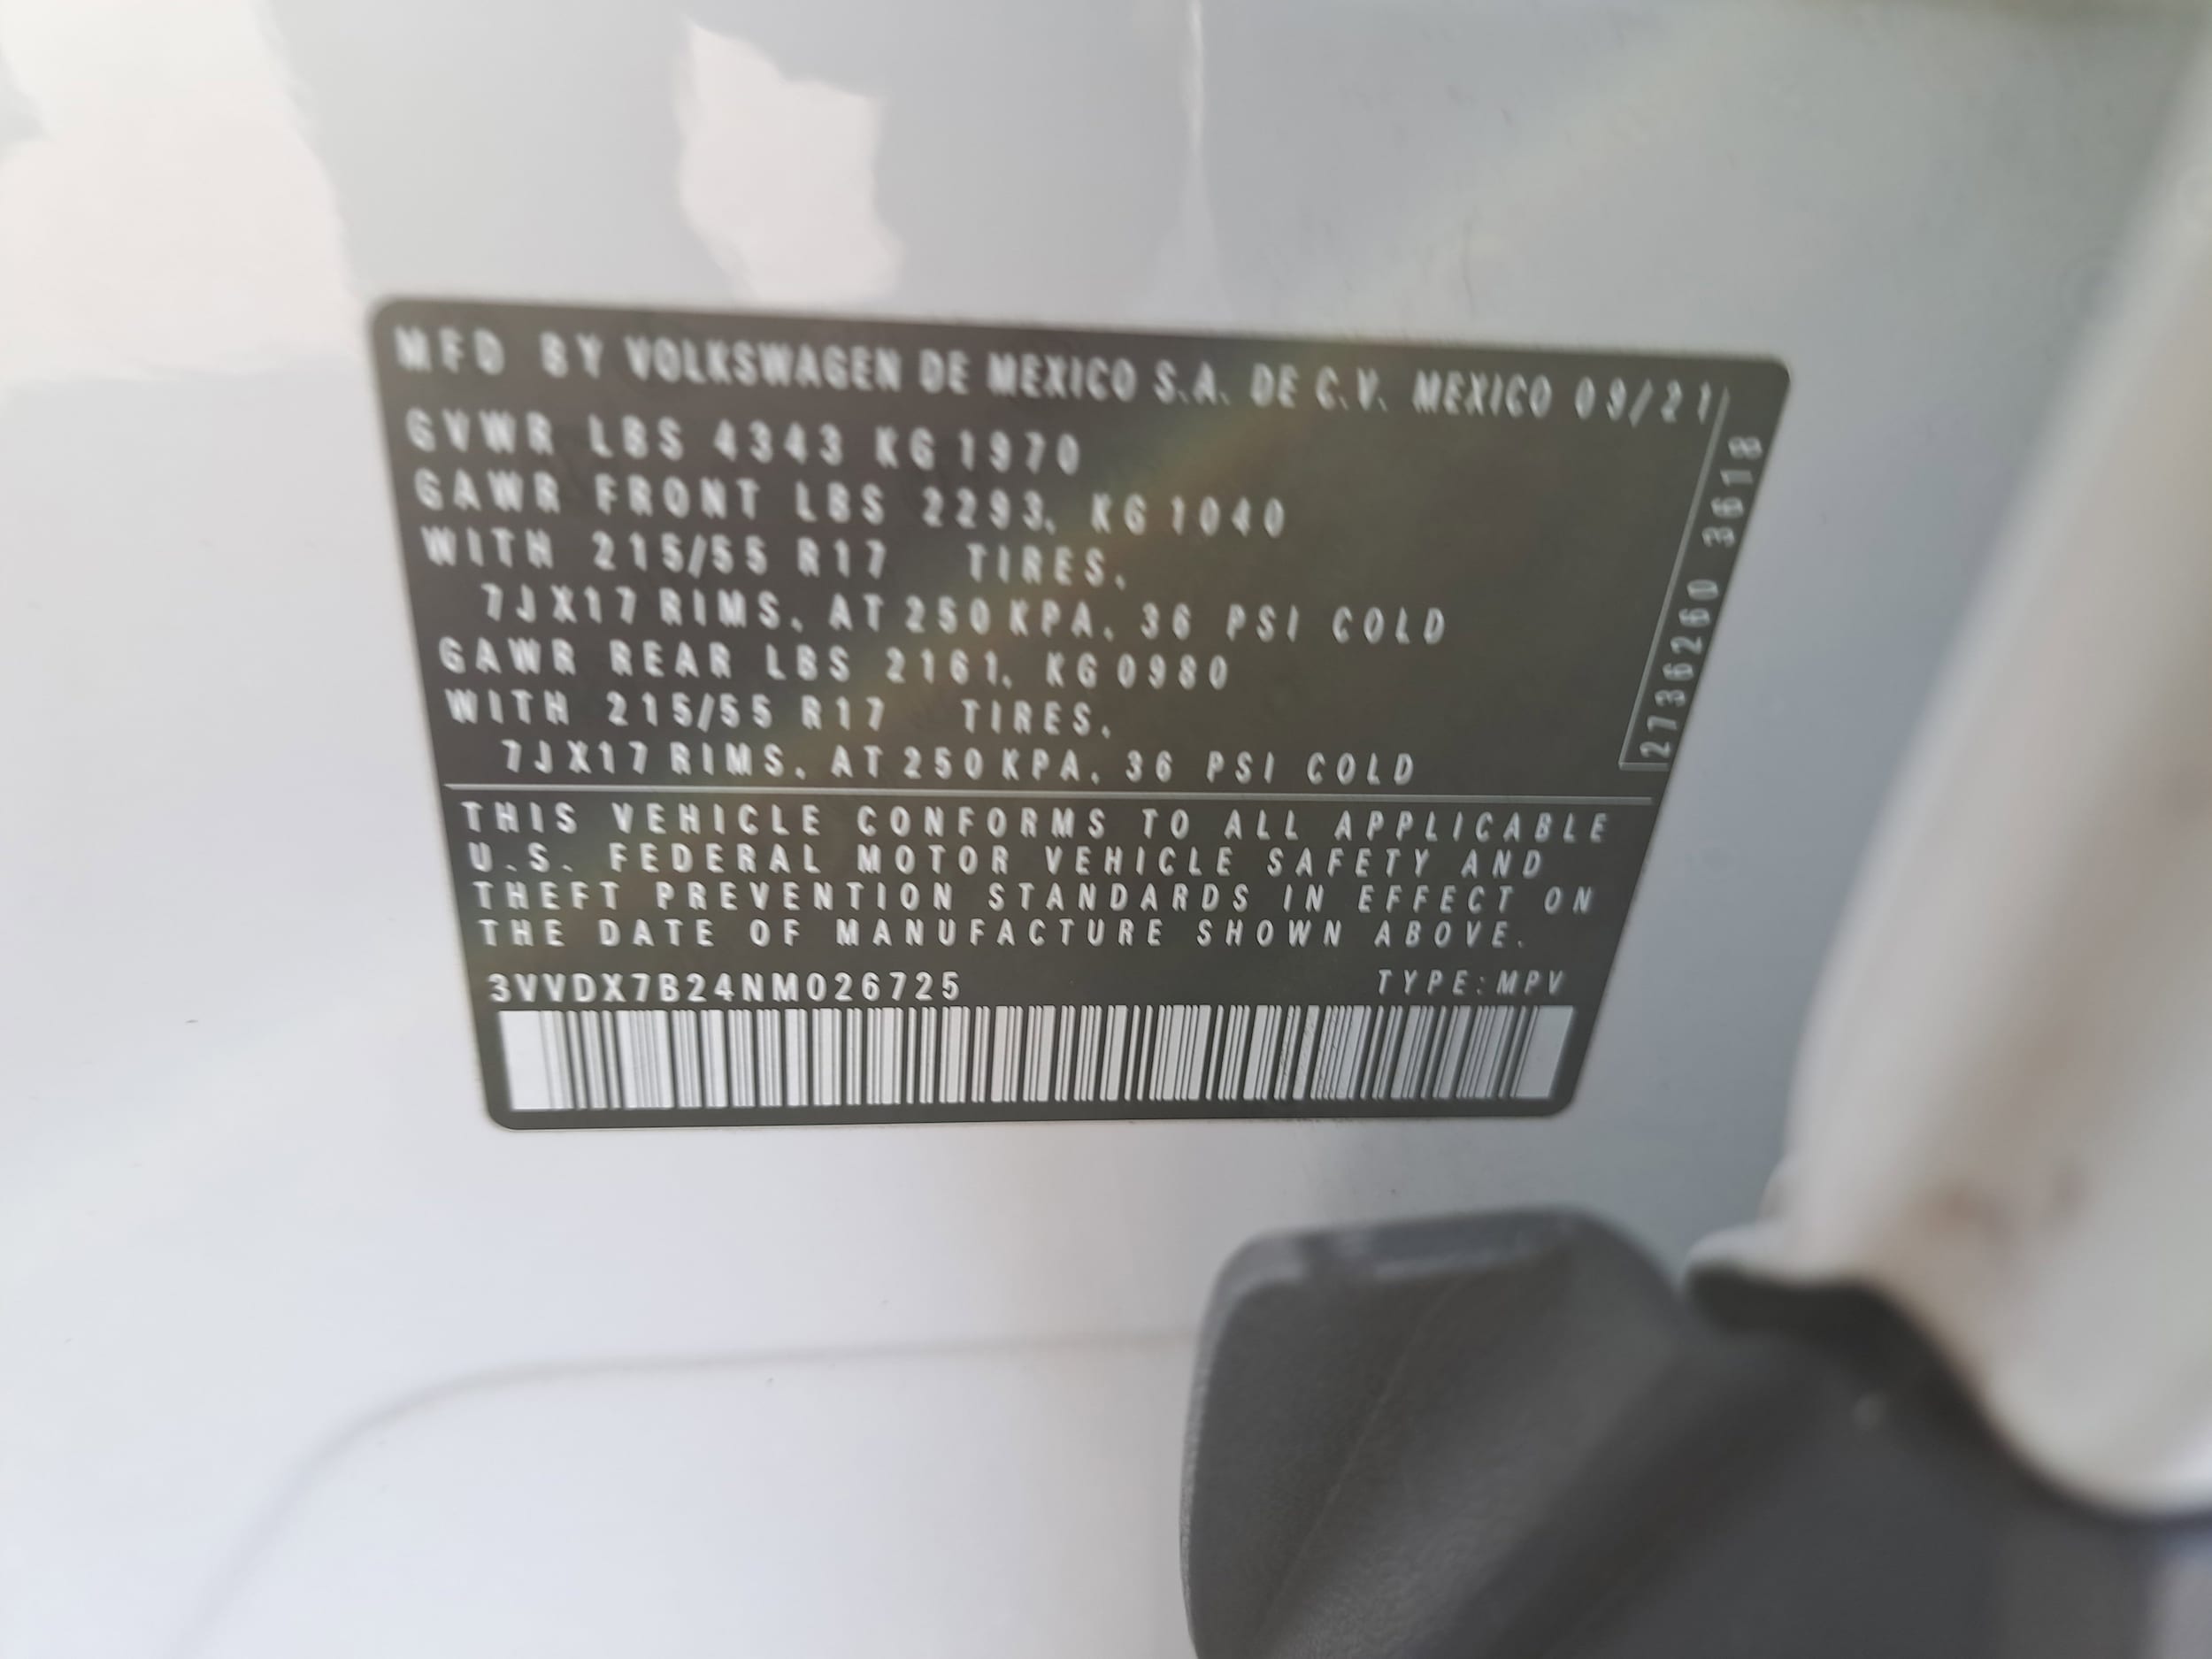 MFD BY VOLKSWAGEN DE MEXICO S.A. DE C.V. MEXICO 09/21
GVWR LBS 4343 KG 1970
GAWR FRONT LBS 2293, KG 1040
WITH 215/55 R17 TIRES,
7JX17 RIMS, AT 250 KPA, 36 PSI COLD
GAWR REAR LBS 2161, KG 0980
WITH 215/55 R17 TIRES,
7JX17 RIMS, AT 250 KPA, 36 PSI COLD
2736260 3618
THIS VEHICLE CONFORMS TO ALL APPLICABLE
U.S. FEDERAL MOTOR VEHICLE SAFETY AND
THEFT PREVENTION STANDARDS IN EFFECT ON
THE DATE OF MANUFACTURE SHOWN ABOVE.
3VVDX7B24NM026725 TYPE: MPV